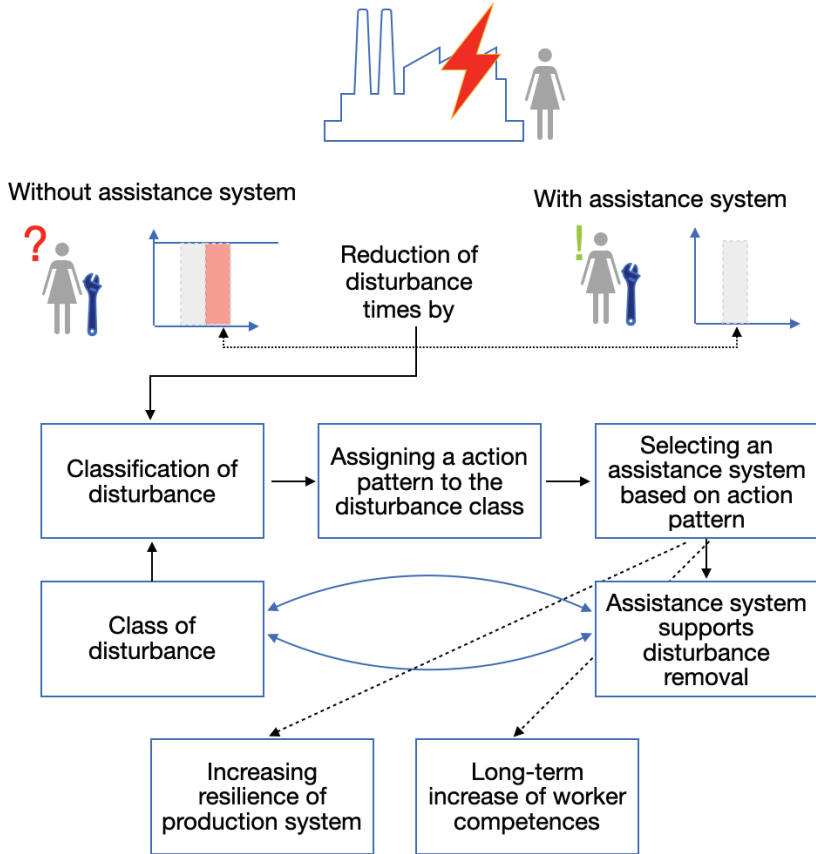 Without assistance system
With assistance system
?
!
Reduction of
disturbance
times by
Classification of
disturbance
Assigning a action
pattern to the
disturbance class
Selecting an
assistance system
based on action
pattern
Class of
disturbance
Assistance system
supports
disturbance
removal
Increasing
resilience of
production system
Long-term
increase of worker
competences